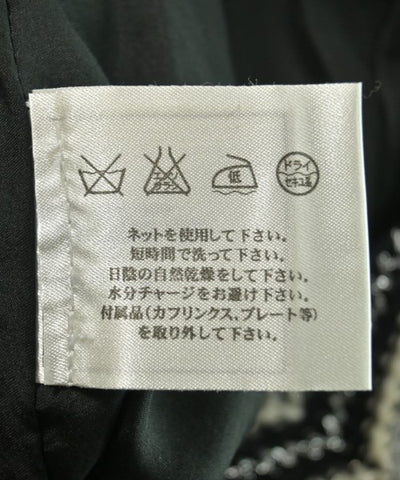 エンソ サラシ 低 ドライ
セキユ系
ネットを使用して下さい。
短時間で洗って下さい。
日陰の自然乾燥をして下さい。
水分チャージをお避け下さい。
付属品(カフリンクス、プレート等)
を取り外して下さい。